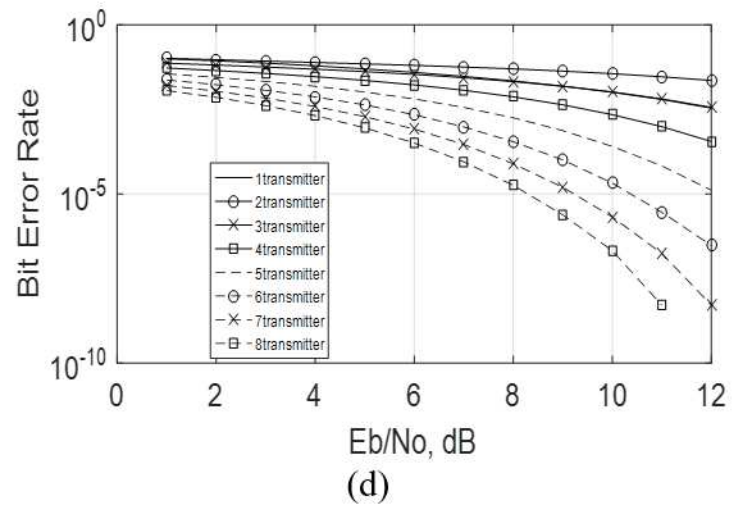 10^0
10^-5
10^-10
Bit Error Rate
1transmitter
2transmitter
3transmitter
4transmitter
5transmitter
6transmitter
7transmitter
8transmitter
0 2 4 6 8 10 12
Eb/No, dB
(d)